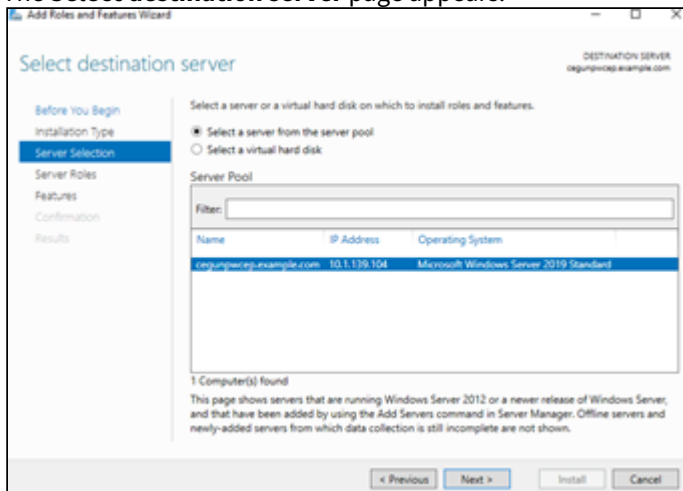 The Select destination server page appears.
Add Roles and Features Wizard
Select destination server
DESTINATION SERVER
cegunpwcep.example.com
Before You Begin
Installation Type
Server Selection
Server Roles
Features
Confirmation
Results
Select a server or a virtual hard disk on which to install roles and features.
Select a server from the server pool
Select a virtual hard disk
Server Pool
Filter:
Name IP Address Operating System
cegunpwcep.example.com 10.1.139.104 Microsoft Windows Server 2019 Standard
1 Computer(s) found
This page shows servers that are running Windows Server 2012 or a newer release of Windows Server,
and that have been added by using the Add Servers command in Server Manager. Offline servers and
newly-added servers from which data collection is still incomplete are not shown.
< Previous Next > Install Cancel